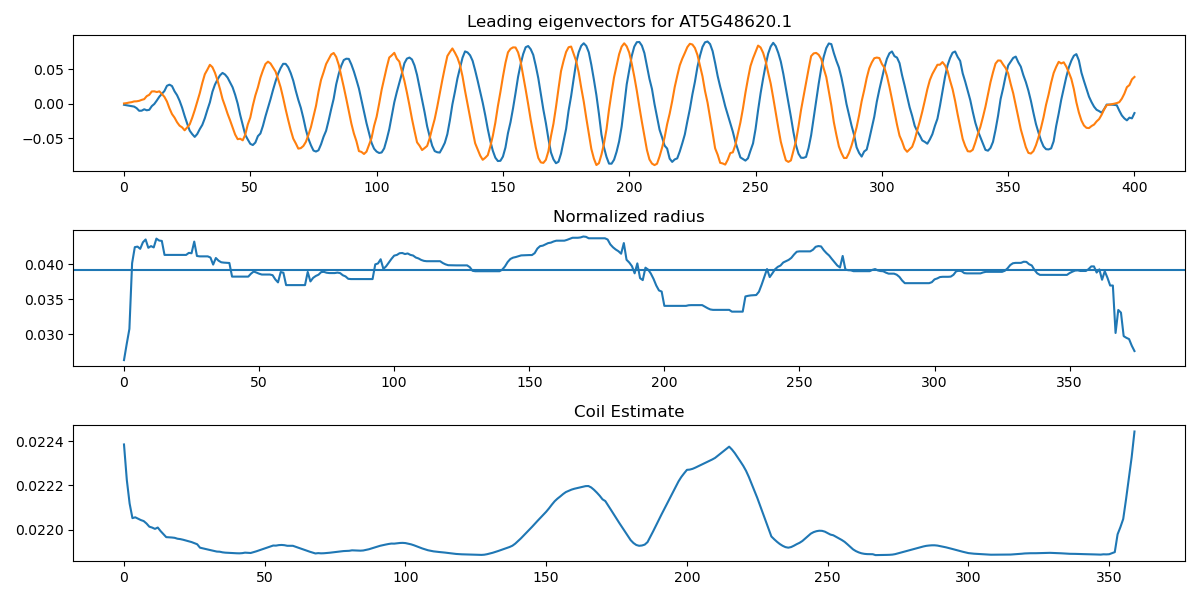 Leading eigenvectors for AT5G48620.1
0.05
0.00
−0.05
0 50 100 150 200 250 300 350 400
Normalized radius
0.040
0.035
0.030
0 50 100 150 200 250 300 350
Coil Estimate
0.0224
0.0222
0.0220
0 50 100 150 200 250 300 350